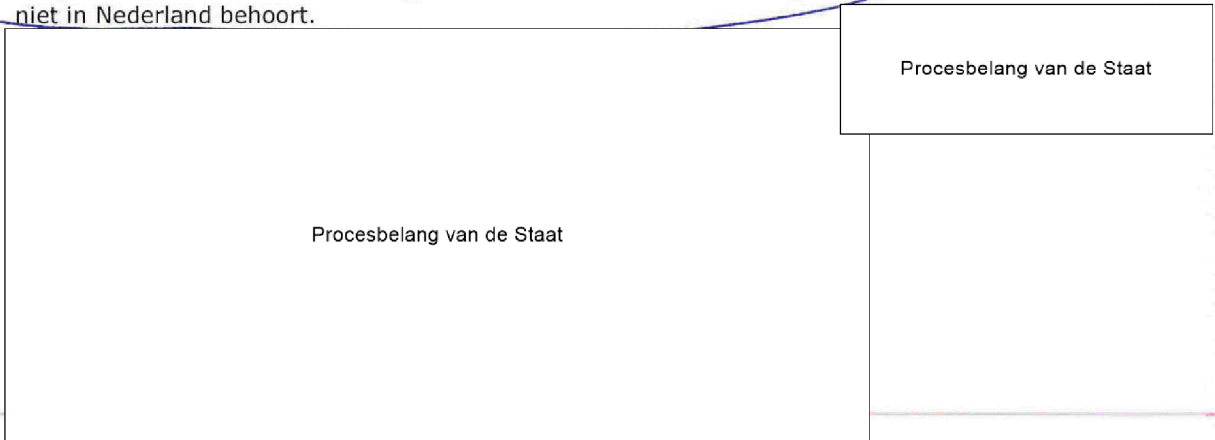 niet in Nederland behoort.
Procesbelang van de Staat
Procesbelang van de Staat